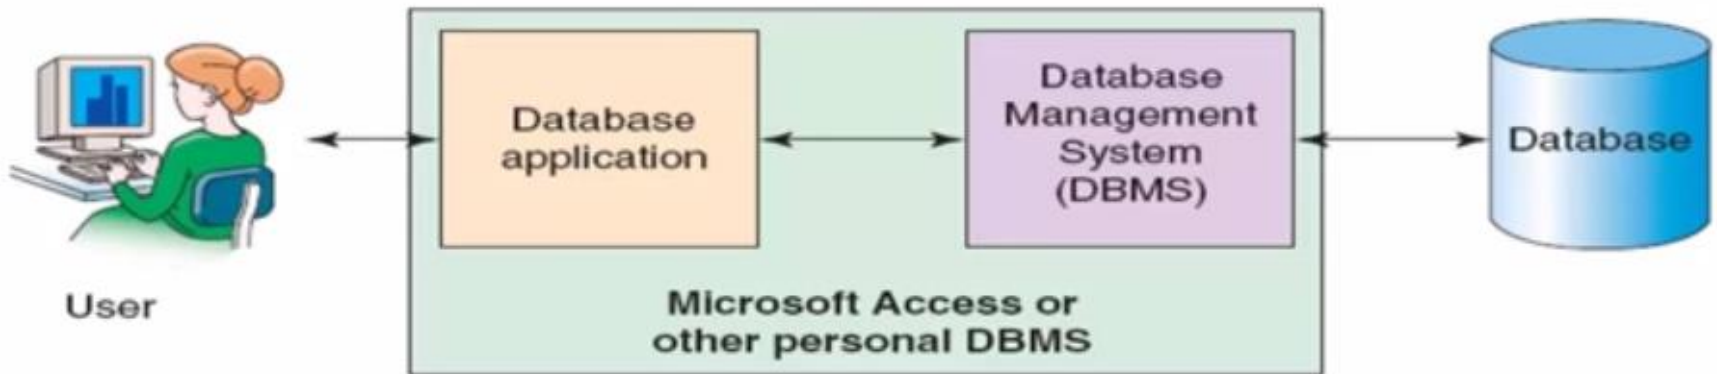 User
Database
application
Database
Management
System
(DBMS)
Database
Microsoft Access or
other personal DBMS